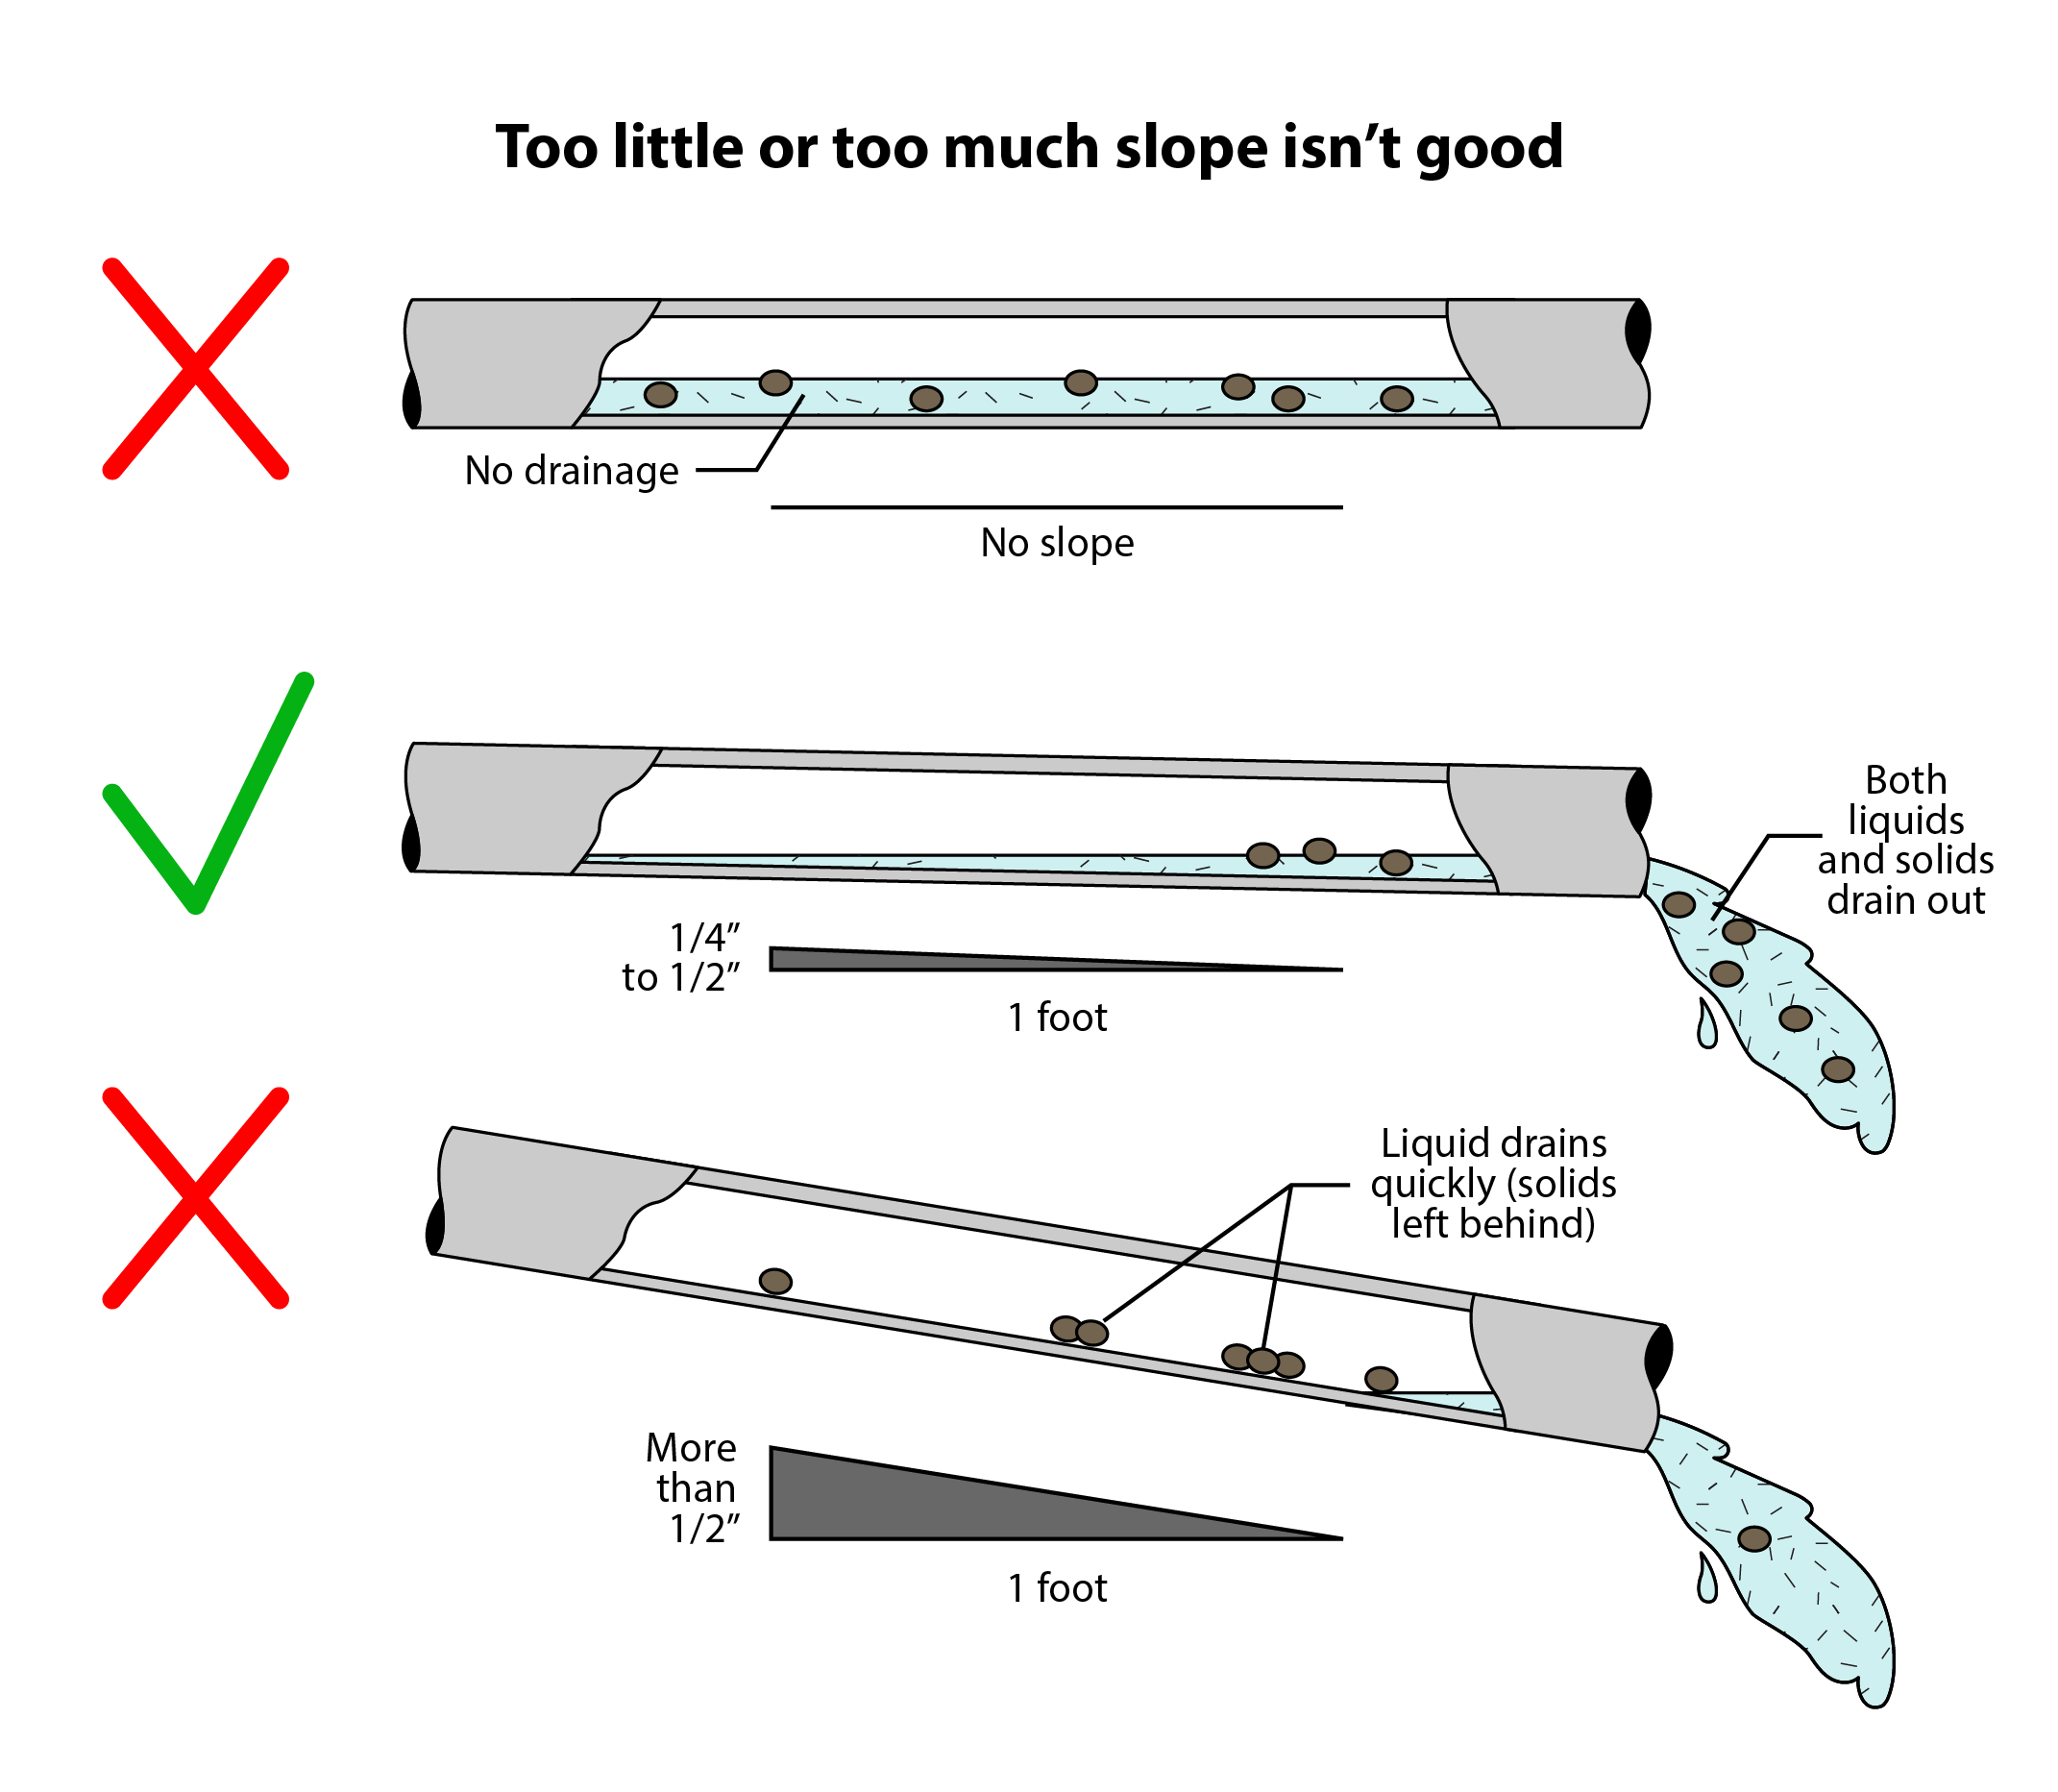 Too little or too much slope isn’t good
No drainage
No slope
Both
liquids
and solids
drain out
1/4”
to 1/2”
1 foot
Liquid drains
quickly (solids
left behind)
More
than
1/2”
1 foot